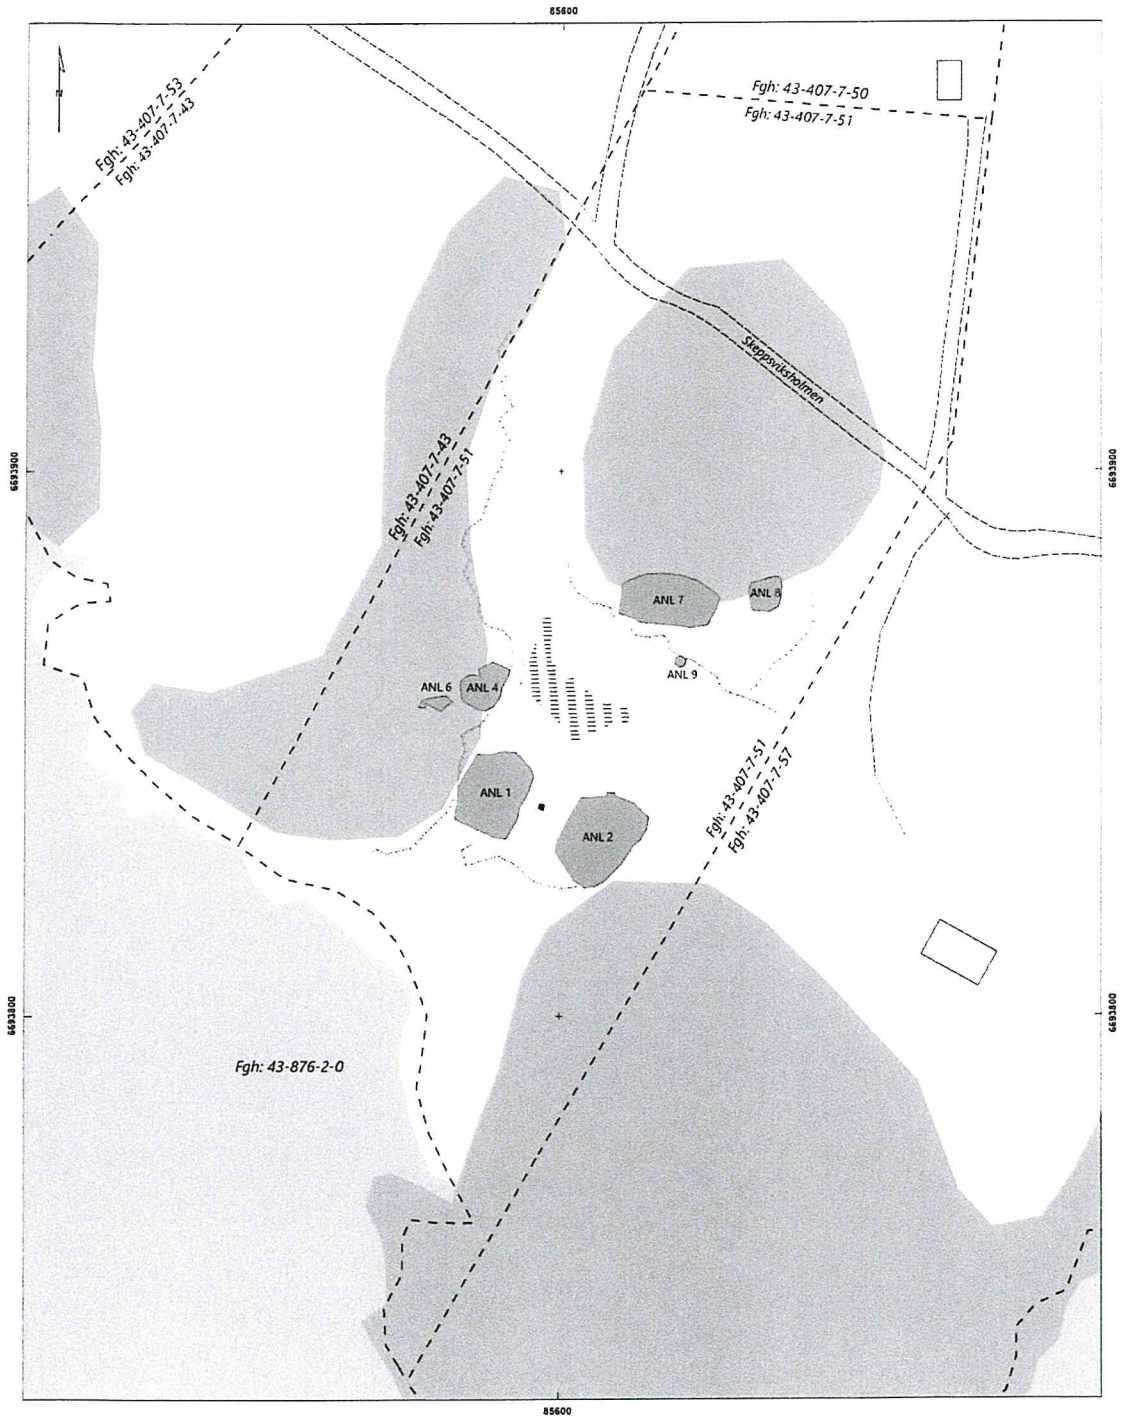 85600
N
Fgh: 43-407-7-53
Fgh: 43-407-7-43
Fgh: 43-407-7-50
Fgh: 43-407-7-51
Skeppsviksholmen
6693900
6693900
Fgh: 43-407-7-43
Fgh: 43-407-7-51
ANL 7
ANL 8
ANL 9
ANL 6
ANL 4
ANL 1
ANL 2
Fgh: 43-407-7-51
Fgh: 43-407-7-57
6693800
6693800
Fgh: 43-876-2-0
85600